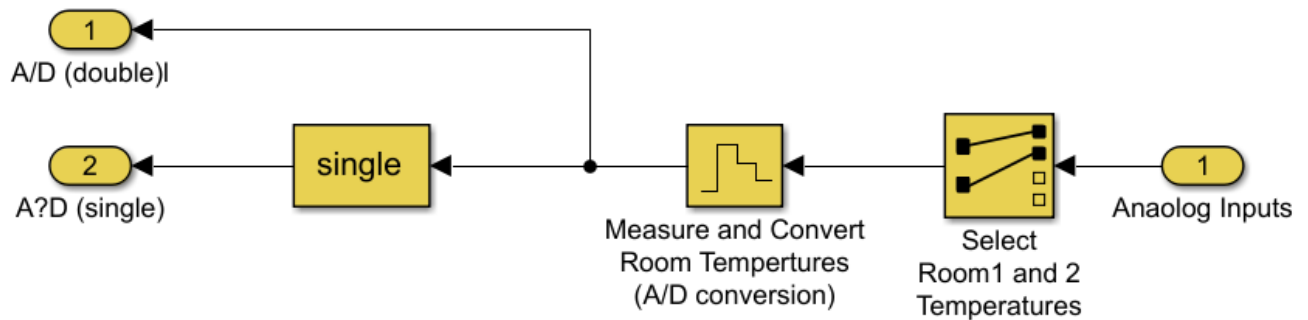 1
A/D (double)l
2
A?D (single)
single
Measure and Convert
Room Tempertures
(A/D conversion)
Select
Room1 and 2
Temperatures
1
Anaolog Inputs